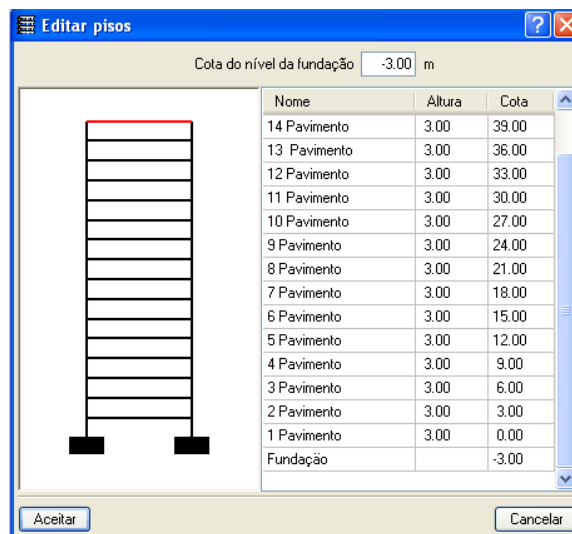 Editar pisos
Cota do nível da fundação -3.00 m
Nome Altura Cota
14 Pavimento 3.00 39.00
13 Pavimento 3.00 36.00
12 Pavimento 3.00 33.00
11 Pavimento 3.00 30.00
10 Pavimento 3.00 27.00
9 Pavimento 3.00 24.00
8 Pavimento 3.00 21.00
7 Pavimento 3.00 18.00
6 Pavimento 3.00 15.00
5 Pavimento 3.00 12.00
4 Pavimento 3.00 9.00
3 Pavimento 3.00 6.00
2 Pavimento 3.00 3.00
1 Pavimento 3.00 0.00
Fundação -3.00
Aceitar Cancelar